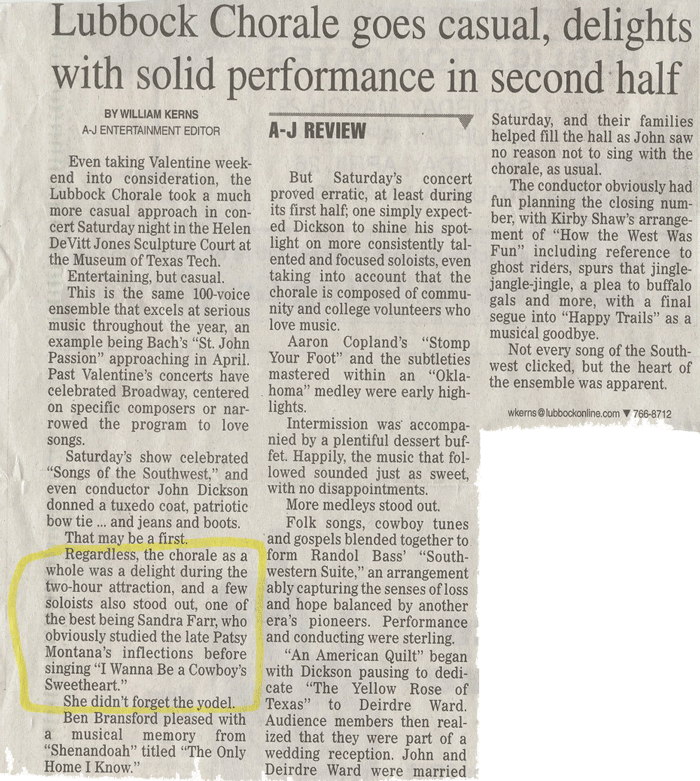 Lubbock Chorale goes casual, delights
with solid performance in second half
BY WILLIAM KERNS
A-J ENTERTAINMENT EDITOR
Even taking Valentine week-
end into consideration, the
Lubbock Chorale took a much
more casual approach in con-
cert Saturday night in the Helen
DeVitt Jones Sculpture Court at
the Museum of Texas Tech.
Entertaining, but casual.
This is the same 100-voice
ensemble that excels at serious
music throughout the year, an
example being Bach's “St. John
Passion” approaching in April.
Past Valentine's concerts have
celebrated Broadway, centered
on specific composers or nar-
rowed the program to love
songs.
Saturday's show celebrated
“Songs of the Southwest,” and
even conductor John Dickson
donned a tuxedo coat, patriotic
bow tie ... and jeans and boots.
That may be a first.
Regardless, the chorale as a
whole was a delight during the
two-hour attraction, and a few
soloists also stood out, one of
the best being Sandra Farr, who
obviously studied the late Patsy
Montana's inflections before
singing “I Wanna Be a Cowboy's
Sweetheart.”
She didn't forget the yodel.
Ben Bransford pleased with
a musical memory from
“Shenandoah” titled “The Only
Home I Know.”
A-J REVIEW
But Saturday's concert
proved erratic, at least during
its first half; one simply expect-
ed Dickson to shine his spot-
light on more consistently tal-
ented and focused soloists, even
taking into account that the
chorale is composed of commu-
nity and college volunteers who
love music.
Aaron Copland's “Stomp
Your Foot” and the subtleties
mastered within an “Okla-
homa” medley were early high-
lights.
Intermission was accompa-
nied by a plentiful dessert buf-
fet. Happily, the music that fol-
lowed sounded just as sweet,
with no disappointments.
More medleys stood out.
Folk songs, cowboy tunes
and gospels blended together to
form Randol Bass' “South-
western Suite,” an arrangement
ably capturing the senses of loss
and hope balanced by another
era's pioneers. Performance
and conducting were sterling.
“An American Quilt” began
with Dickson pausing to dedi-
cate “The Yellow Rose of
Texas” to Deirdre Ward.
Audience members then real-
ized that they were part of a
wedding reception. John and
Deirdre Ward were married
Saturday, and their families
helped fill the hall as John saw
no reason not to sing with the
chorale, as usual.
The conductor obviously had
fun planning the closing num-
ber, with Kirby Shaw's arrange-
ment of “How the West Was
Fun” including reference to
ghost riders, spurs that jingle-
jangle-jingle, a plea to buffalo
gals and more, with a final
segue into “Happy Trails” as a
musical goodbye.
Not every song of the South-
west clicked, but the heart of
the ensemble was apparent.
wkerns@lubbockonline.com ▼ 766-8712